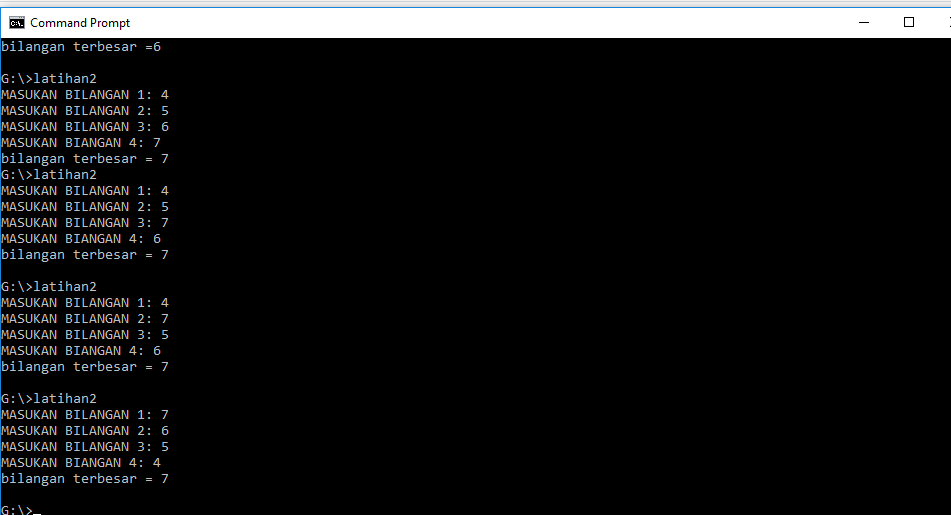 Command Prompt
bilangan terbesar =6
G:\>latihan2
MASUKAN BILANGAN 1: 4
MASUKAN BILANGAN 2: 5
MASUKAN BILANGAN 3: 6
MASUKAN BIANGAN 4: 7
bilangan terbesar = 7
G:\>latihan2
MASUKAN BILANGAN 1: 4
MASUKAN BILANGAN 2: 5
MASUKAN BILANGAN 3: 7
MASUKAN BIANGAN 4: 6
bilangan terbesar = 7
G:\>latihan2
MASUKAN BILANGAN 1: 4
MASUKAN BILANGAN 2: 7
MASUKAN BILANGAN 3: 5
MASUKAN BIANGAN 4: 6
bilangan terbesar = 7
G:\>latihan2
MASUKAN BILANGAN 1: 7
MASUKAN BILANGAN 2: 6
MASUKAN BILANGAN 3: 5
MASUKAN BIANGAN 4: 4
bilangan terbesar = 7
G:\>_